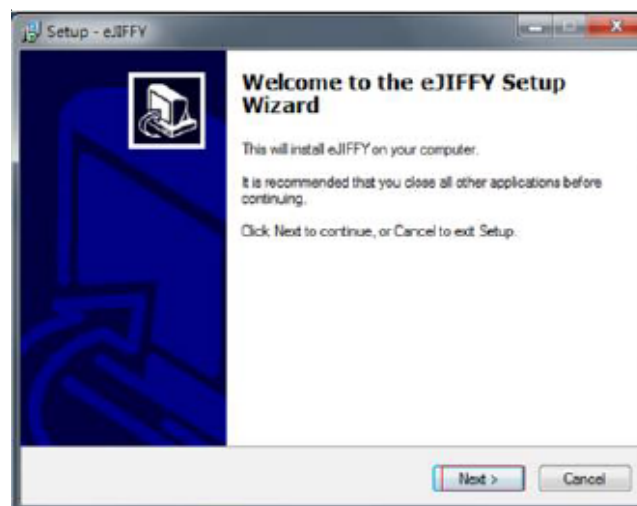 Setup - eJIFFY
Welcome to the eJIFFY Setup
Wizard
This will install eJIFFY on your computer.
It is recommended that you close all other applications before
continuing.
Click Next to continue, or Cancel to exit Setup.
Next >
Cancel